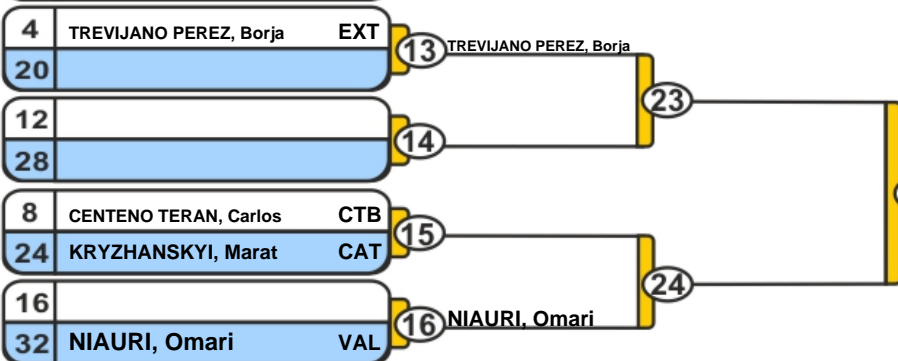 4 TREVIJANO PEREZ, Borja EXT
20
13 TREVIJANO PEREZ, Borja
23
12
28
14
8 CENTENO TERAN, Carlos CTB
24 KRYZHANSKYI, Marat CAT
15
24
16
32 NIAURI, Omari VAL
16 NIAURI, Omari